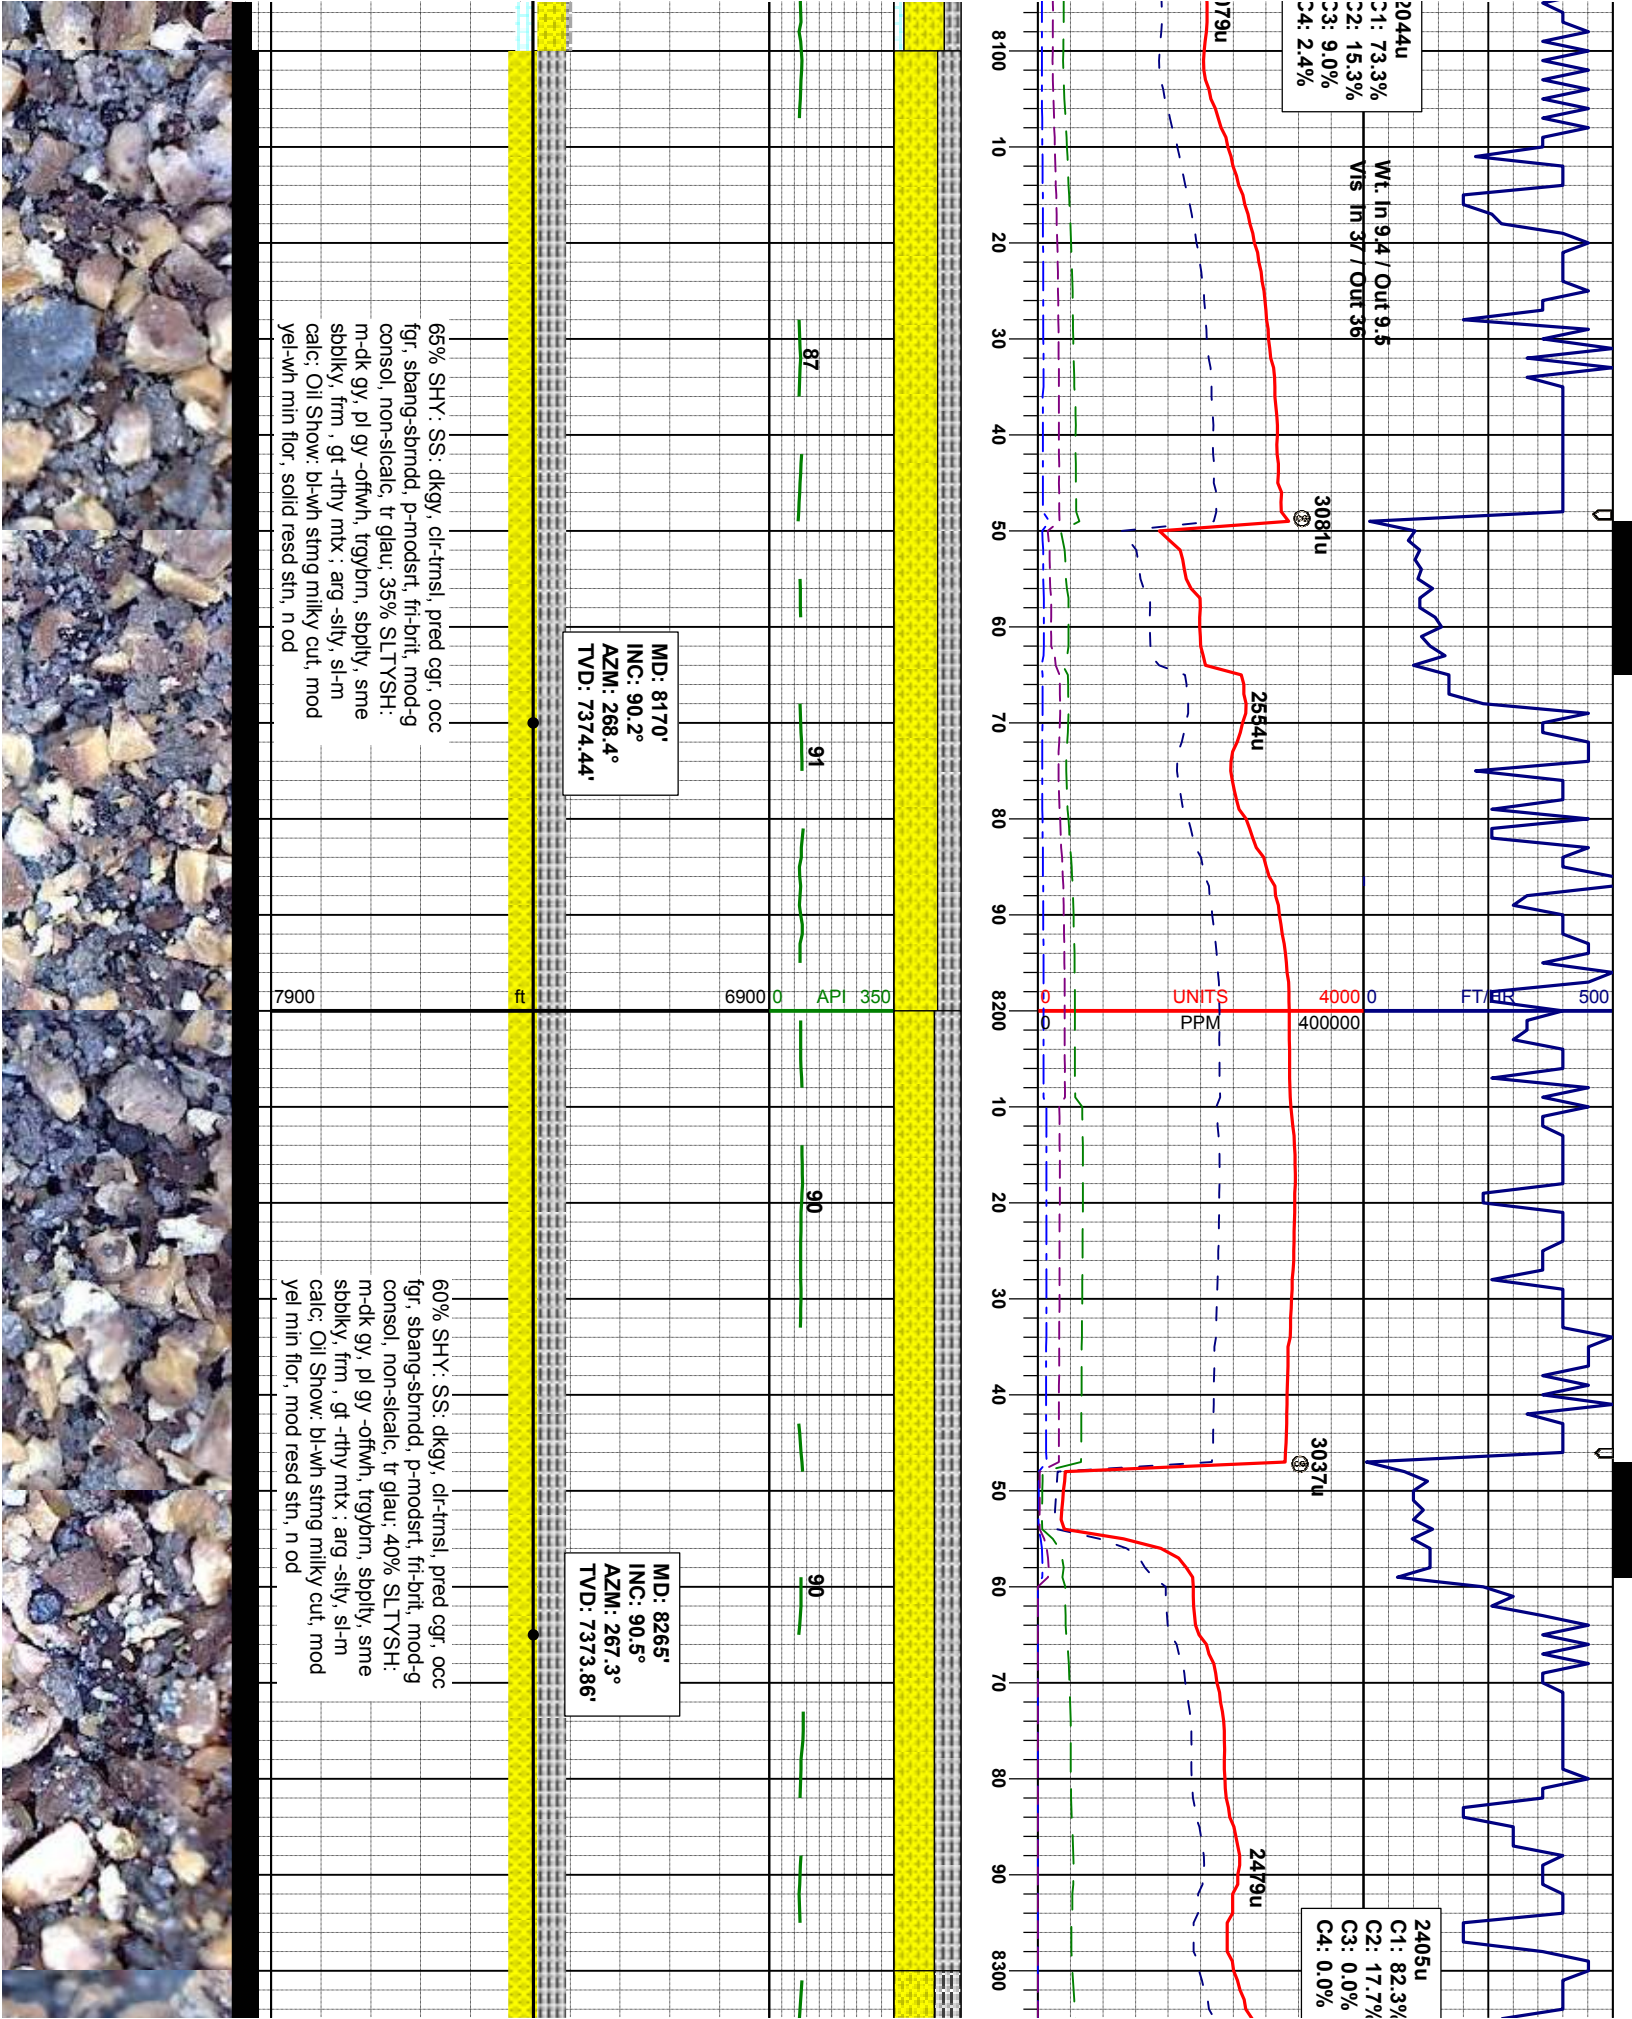 2044u
C1: 73.3%
C2: 15.3%
C3: 9.0%
C4: 2.4%
Wt. In 9.4 / Out 9.5
Vis In 37 / Out 36
3081u
2554u
3037u
2479u
2405u
C1: 82.3%
C2: 17.7%
C3: 0.0%
C4: 0.0%
8100
10
20
30
40
50
60
70
80
90
8200
10
20
30
40
50
60
70
80
90
8300
7900
ft
6900
0
API
350
0
UNITS
4000
0
PPM
400000
0
FT/HR
500
87
91
90
90
MD: 8170'
INC: 90.2°
AZM: 268.4°
TVD: 7374.44'
MD: 8265'
INC: 90.5°
AZM: 267.3°
TVD: 7373.86'
65% SHY: SS: dkgy, clr-trnsl, pred cgr, occ
fgr, sbang-sbrndd, p-modsrt, fri-brit, mod-g
consol, non-slcalc, tr glau; 35% SLTYSH:
m-dk gy, pl gy -offwh, trgybrn, sbplty, sme
sbblky, frm , gt -rthy mtx ; arg -slty, sl-m
calc; Oil Show: bl-wh stmg milky cut, mod
yel-wh min flor, solid resd stn, n od
60% SHY: SS: dkgy, clr-trnsl, pred cgr, occ
fgr, sbang-sbrndd, p-modsrt, fri-brit, mod-g
consol, non-slcalc, tr glau; 40% SLTYSH:
m-dk gy, pl gy -offwh, trgybrn, sbplty, sme
sbblky, frm , gt -rthy mtx ; arg -slty, sl-m
calc; Oil Show: bl-wh stmg milky cut, mod
yel min flor, mod resd stn, n od